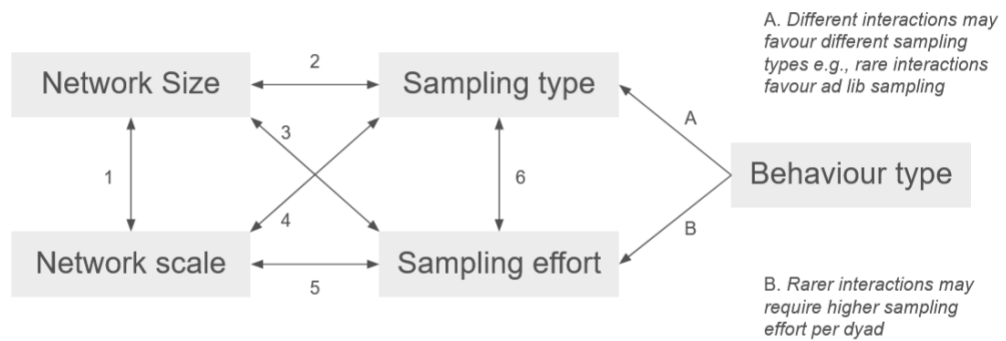 A. Different interactions may
favour different sampling
types e.g., rare interactions
favour ad lib sampling
Network Size
2
Sampling type
3
A
1
6
Behaviour type
4
B
Network scale
5
Sampling effort
B. Rarer interactions may
require higher sampling
effort per dyad